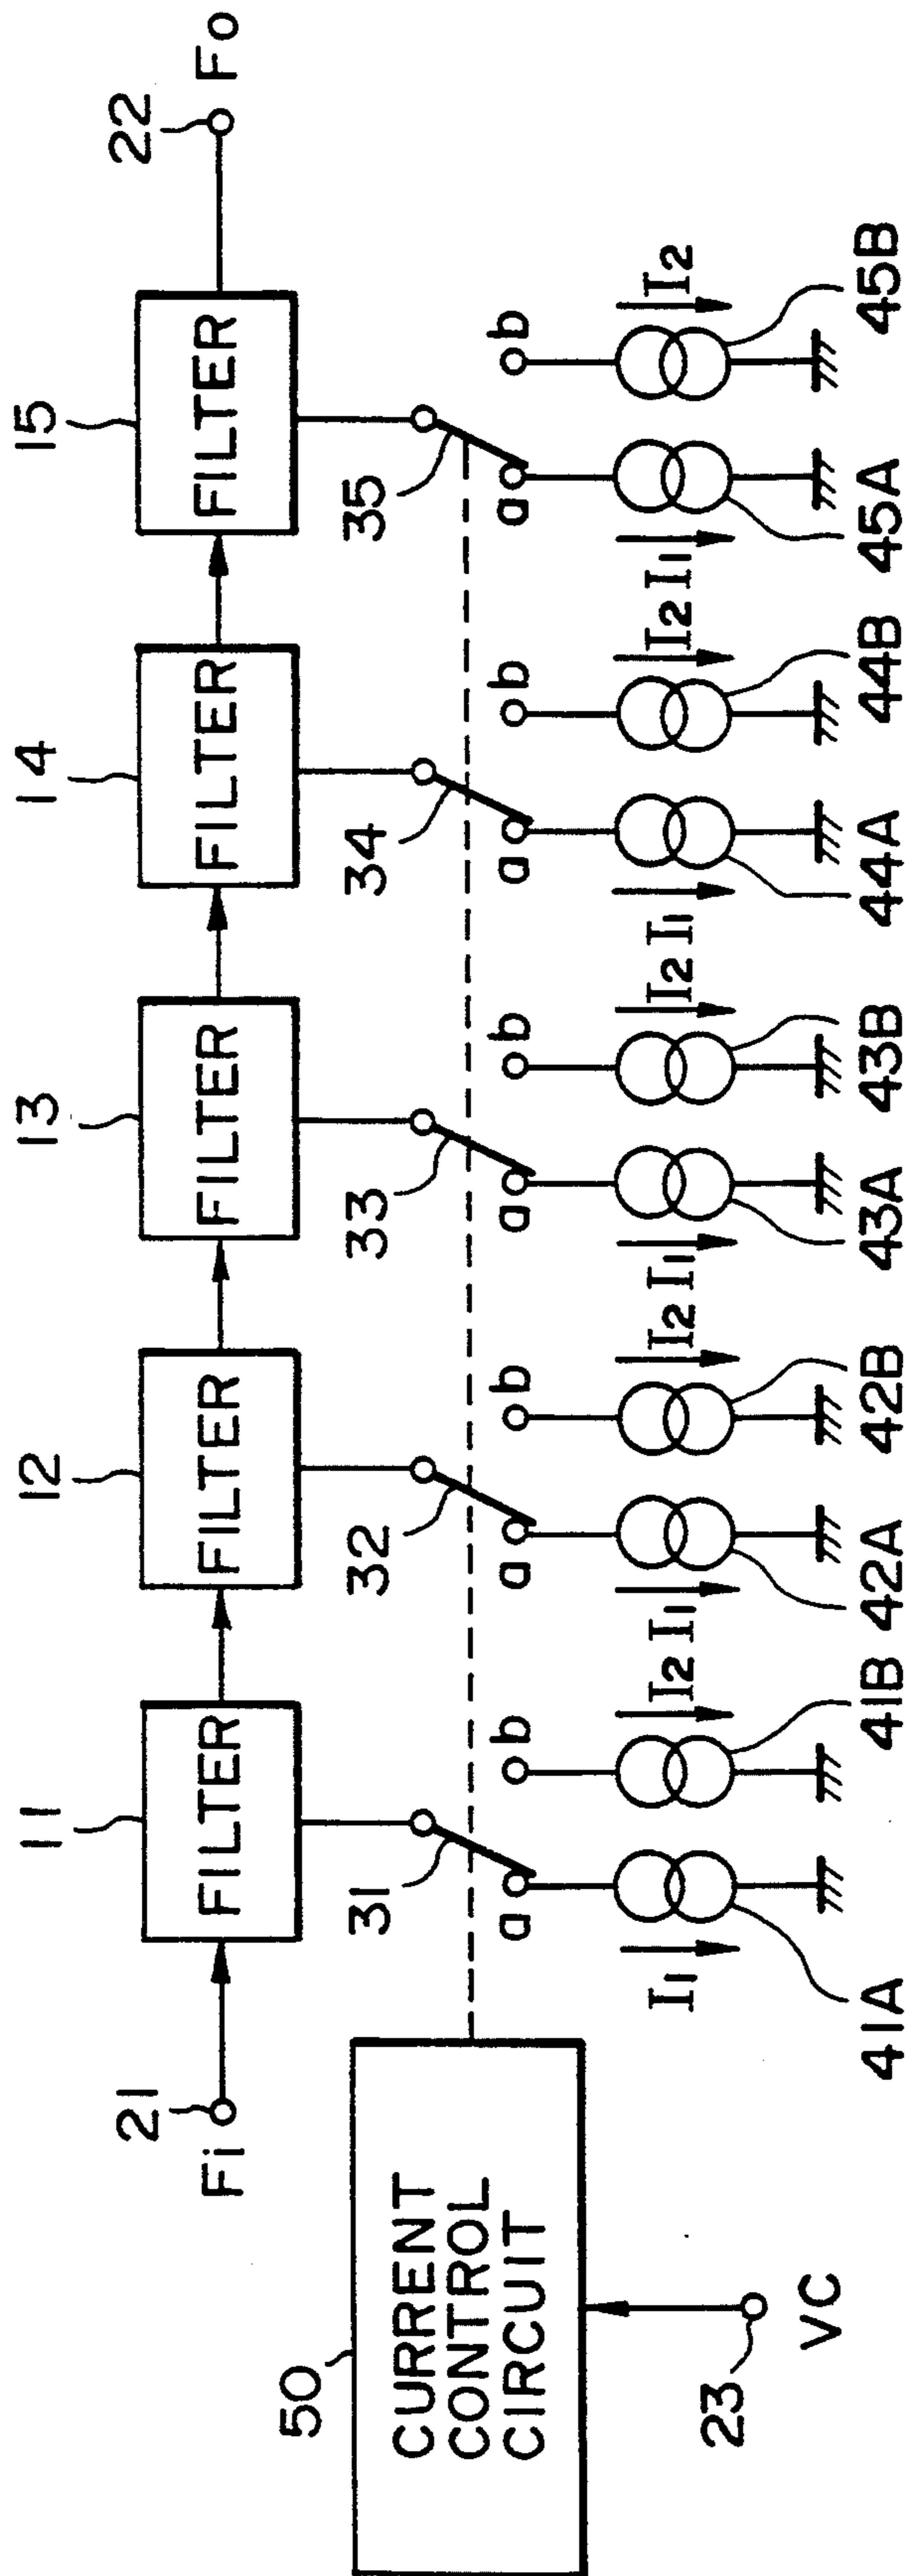 11
12
13
14
15
22
21
Fi
FILTER
FILTER
FILTER
FILTER
FILTER
Fo
50
31
32
33
34
35
CURRENT
CONTROL
CIRCUIT
a
b
a
b
a
b
a
b
a
b
I1
I2
I1
I2
I1
I2
I1
I2
I1
I2
23
VC
41A
41B
42A
42B
43A
43B
44A
44B
45A
45B